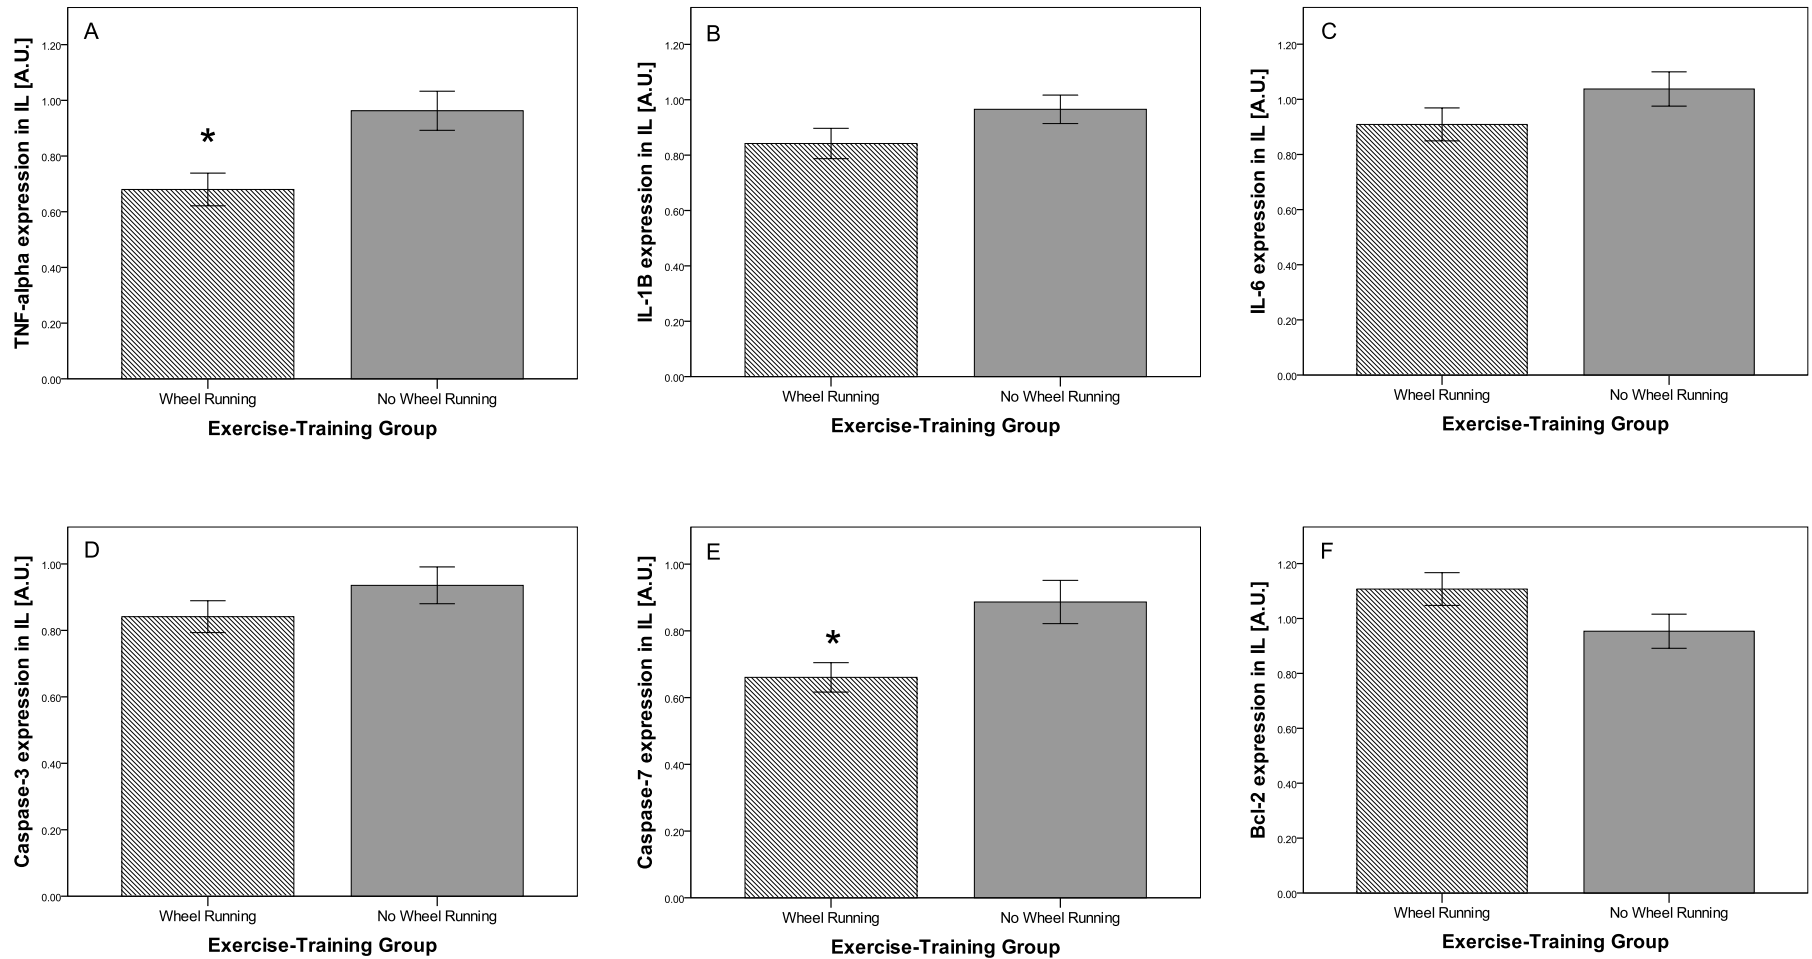 A
TNF-alpha expression in IL [A.U.]
1.20
1.00
0.80
0.60
0.40
0.20
0.00
*
Wheel Running
No Wheel Running
Exercise-Training Group
B
IL-1B expression in IL [A.U.]
1.20
1.00
0.80
0.60
0.40
0.20
0.00
Wheel Running
No Wheel Running
Exercise-Training Group
C
IL-6 expression in IL [A.U.]
1.20
1.00
0.80
0.60
0.40
0.20
0.00
Wheel Running
No Wheel Running
Exercise-Training Group
D
Caspase-3 expression in IL [A.U.]
1.00
0.80
0.60
0.40
0.20
0.00
Wheel Running
No Wheel Running
Exercise-Training Group
E
Caspase-7 expression in IL [A.U.]
1.00
0.80
0.60
0.40
0.20
0.00
*
Wheel Running
No Wheel Running
Exercise-Training Group
F
Bcl-2 expression in IL [A.U.]
1.20
1.00
0.80
0.60
0.40
0.20
0.00
Wheel Running
No Wheel Running
Exercise-Training Group